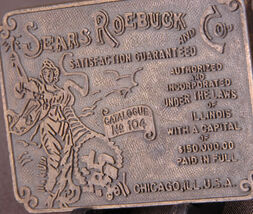 SEARS ROEBUCK AND CO.
SATISFACTION GUARANTEED
AUTHORIZED
AND
INCORPORATED
UNDER THE LAWS
OF
ILLINOIS
WITH A CAPITAL
OF
$150,000.00
PAID IN FULL
CATALOGUE
No 104
CHICAGO, ILL. U.S.A.